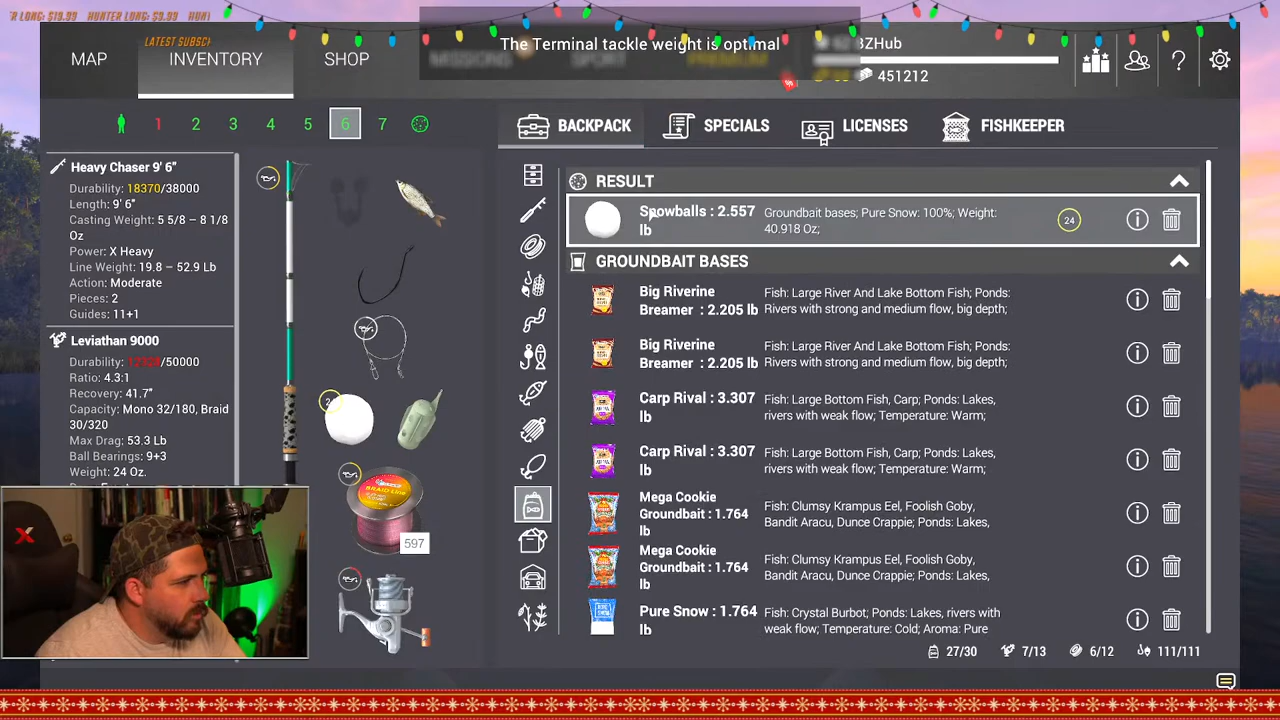 R LONG: $19.99 HUNTER LONG: $9.99 HUN
LATEST SUBSCR
MAP
INVENTORY
SHOP
The Terminal tackle weight is optimal
MISSIONS
SPORT
PREMIUM
BZHub
451212
1
2
3
4
5
6
7
BACKPACK
SPECIALS
LICENSES
FISHKEEPER
Heavy Chaser 9' 6"
Durability: 18370/38000
Length: 9' 6"
Casting Weight: 5 5/8 – 8 1/8
Oz
Power: X Heavy
Line Weight: 19.8 – 52.9 Lb
Action: Moderate
Pieces: 2
Guides: 11+1
Leviathan 9000
/50000
Ratio: 4.3:1
Recovery: 41.7"
Capacity: Mono 32/180, Braid
30/320
Max Drag: 53.3 Lb
Ball Bearings: 9+3
Weight: 24 Oz.
BRAID LINE
597
RESULT
Snowballs : 2.557
lb
Groundbait bases; Pure Snow: 100%; Weight:
40.918 Oz;
24
GROUNDBAIT BASES
Big Riverine
Breamer : 2.205 lb
Fish: Large River And Lake Bottom Fish; Ponds:
Rivers with strong and medium flow, big depth;
Big Riverine
Breamer : 2.205 lb
Fish: Large River And Lake Bottom Fish; Ponds:
Rivers with strong and medium flow, big depth;
Carp Rival : 3.307
lb
Fish: Large Bottom Fish, Carp; Ponds: Lakes,
rivers with weak flow; Temperature: Warm;
Carp Rival : 3.307
lb
Fish: Large Bottom Fish, Carp; Ponds: Lakes,
rivers with weak flow; Temperature: Warm;
Mega Cookie
Groundbait : 1.764
lb
Fish: Clumsy Krampus Eel, Foolish Goby,
Bandit Aracu, Dunce Crappie; Ponds: Lakes,
Mega Cookie
Groundbait : 1.764
lb
Fish: Clumsy Krampus Eel, Foolish Goby,
Bandit Aracu, Dunce Crappie; Ponds: Lakes,
Pure Snow : 1.764
lb
Fish: Crystal Burbot; Ponds: Lakes, rivers with
weak flow; Temperature: Cold; Aroma: Pure
27/30
7/13
6/12
111/111